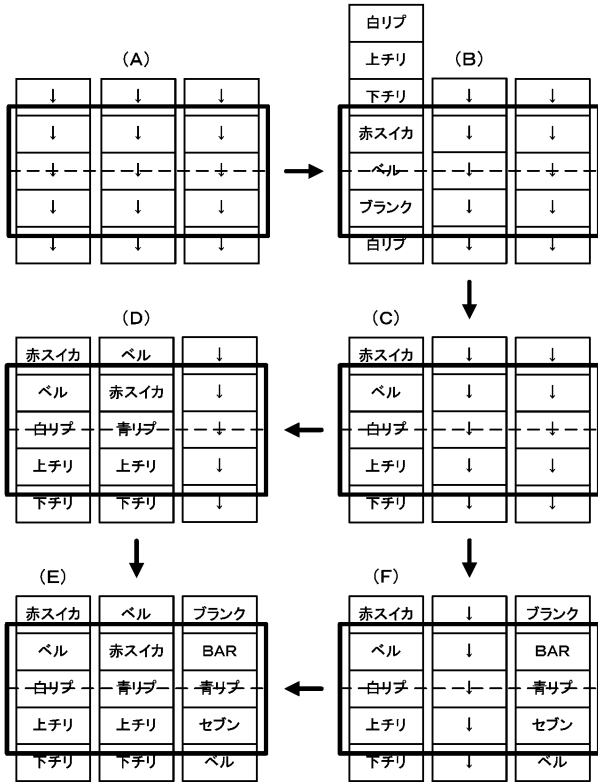 白リプ
上チリ
(A) (B)
↓ ↓ ↓ 下チリ ↓ ↓
↓ ↓ ↓ 赤スイカ ↓ ↓
↓ ↓ ↓ ベル ↓ ↓
↓ ↓ ↓ ブランク ↓ ↓
↓ ↓ ↓ 白リプ ↓ ↓
(D) (C)
赤スイカ ベル ↓ 赤スイカ ↓ ↓
ベル 赤スイカ ↓ ベル ↓ ↓
白リプ 青リプ ↓ 白リプ ↓ ↓
上チリ 上チリ ↓ 上チリ ↓ ↓
下チリ 下チリ ↓ 下チリ ↓ ↓
(E) (F)
赤スイカ ベル ブランク 赤スイカ ↓ ブランク
ベル 赤スイカ BAR ベル ↓ BAR
白リプ 青リプ 青リプ 白リプ ↓ 青リプ
上チリ 上チリ セブン 上チリ ↓ セブン
下チリ 下チリ ベル 下チリ ↓ ベル